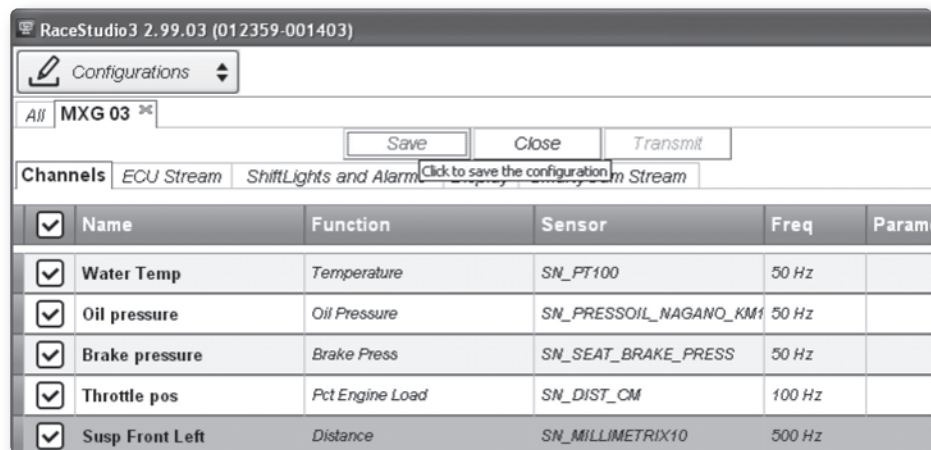 RaceStudio3 2.99.03 (012359-001403)
Configurations
All MXG 03
Save Close Transmit
Click to save the configuration
Channels ECU Stream ShiftLights and Stream
Name Function Sensor Freq
Water Temp Temperature SN_PT100 50 Hz
Oil pressure Oil Pressure SN_PRESSOIL_NAGANO_KM1 50 Hz
Brake pressure Brake Press SN_SEAT_BRAKE_PRESS 50 Hz
Throttle pos Pct Engine Load SN_DIST_CM 100 Hz
Susp Front Left Distance SN_MILLIMETRIX10 500 Hz